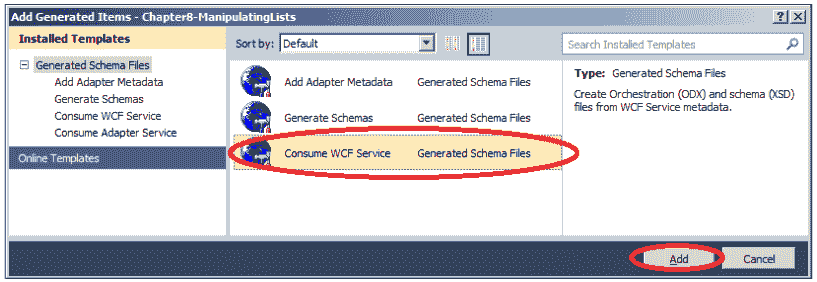 Add Generated Items - Chapter8-ManipulatingLists
Installed Templates
Generated Schema Files
Add Adapter Metadata
Generate Schemas
Consume WCF Service
Consume Adapter Service
Online Templates
Sort by: Default
Search Installed Templates
Add Adapter Metadata Generated Schema Files
Generate Schemas Generated Schema Files
Consume WCF Service Generated Schema Files
Type: Generated Schema Files
Create Orchestration (ODX) and schema (XSD)
files from WCF Service metadata.
Add Cancel